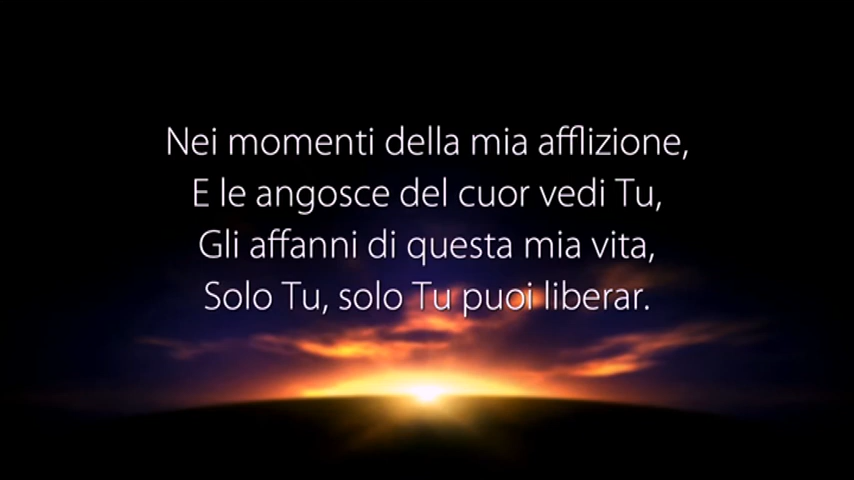 Nei momenti della mia afflizione,
E le angosce del cuor vedi Tu,
Gli affanni di questa mia vita,
Solo Tu, solo Tu puoi liberar.